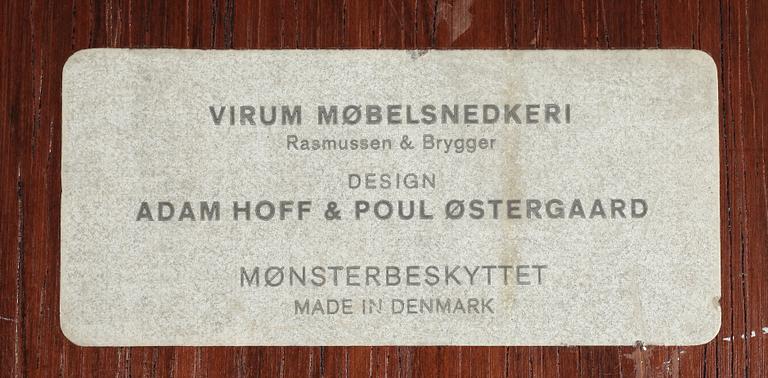 VIRUM MØBELSNEDKERI
Rasmussen & Brygger
DESIGN
ADAM HOFF & POUL ØSTERGAARD
MØNSTERBESKYTTET
MADE IN DENMARK